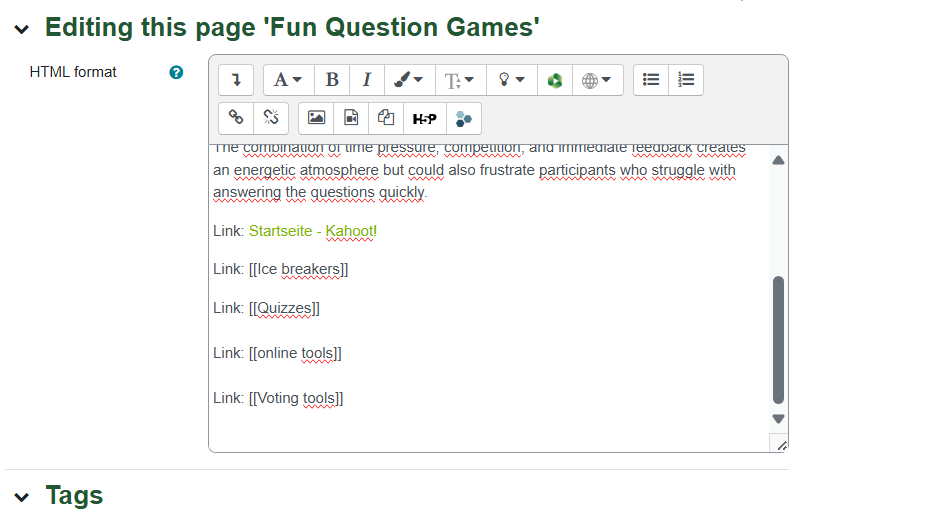 Editing this page 'Fun Question Games'
HTML format
?
A
B
I
T:
H5P
The combination of time pressure, competition, and immediate feedback creates
an energetic atmosphere but could also frustrate participants who struggle with
answering the questions quickly.
Link: Startseite - Kahoot!
Link: [[Ice breakers]]
Link: [[Quizzes]]
Link: [[online tools]]
Link: [[Voting tools]]
Tags